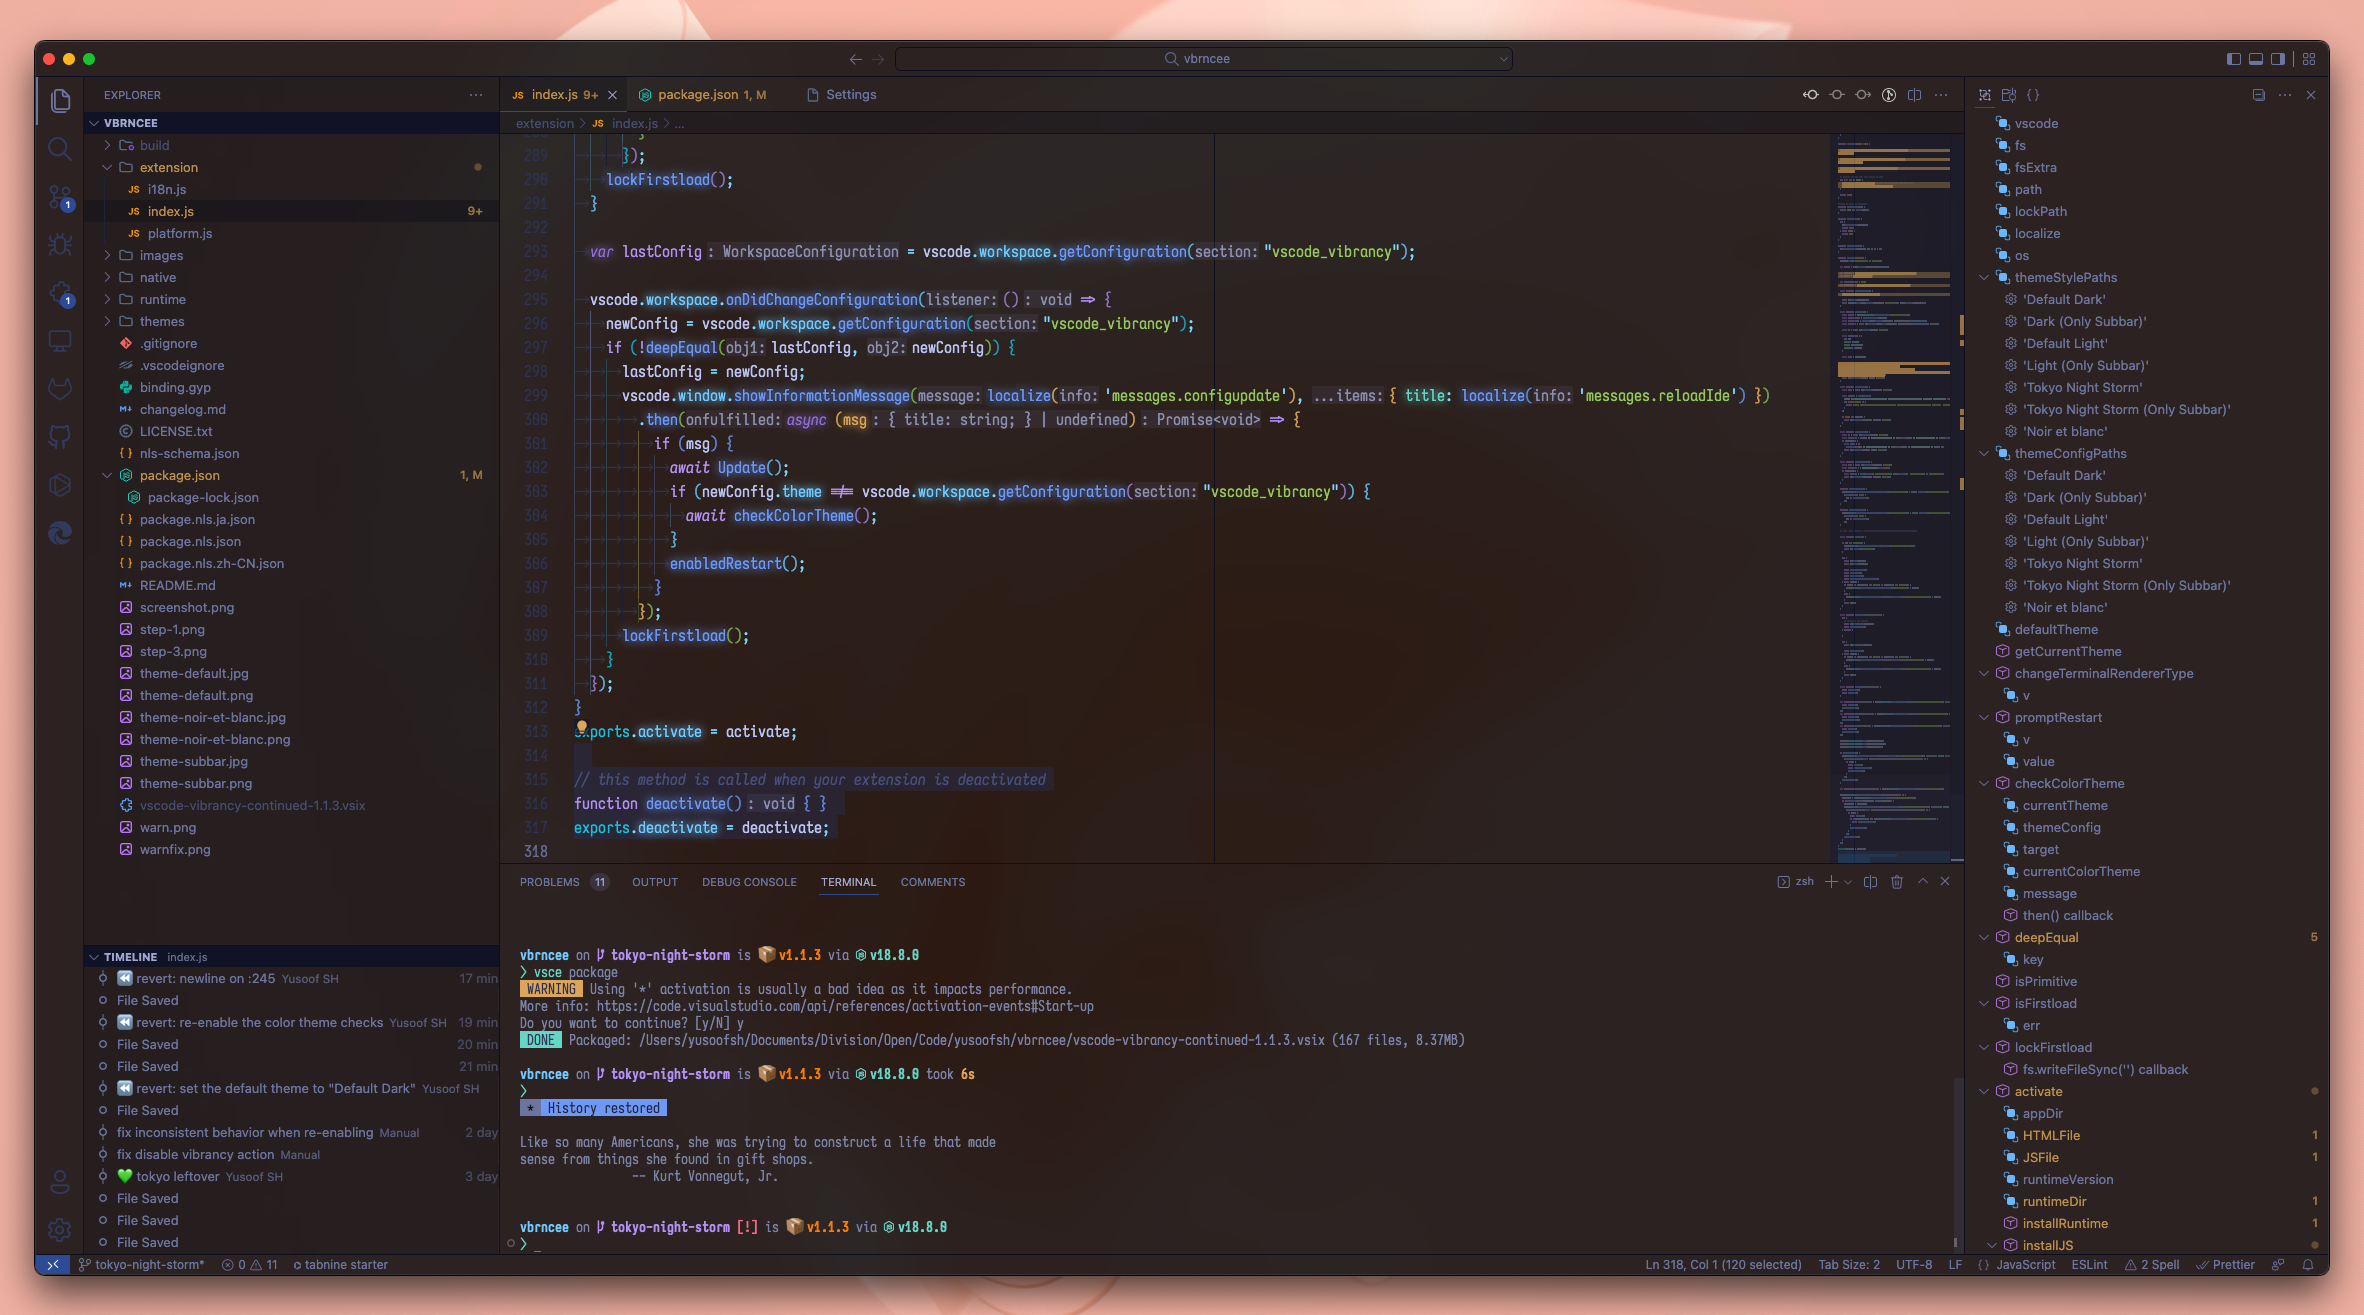 vbrncee
EXPLORER
VBRNCEE
build
extension
i18n.js
index.js 9+
platform.js
images
native
runtime
themes
.gitignore
.vscodeignore
binding.gyp
changelog.md
LICENSE.txt
nls-schema.json
package.json 1, M
package-lock.json
package.nls.ja.json
package.nls.json
package.nls.zh-CN.json
README.md
screenshot.png
step-1.png
step-3.png
theme-default.jpg
theme-default.png
theme-noir-et-blanc.jpg
theme-noir-et-blanc.png
theme-subbar.jpg
theme-subbar.png
vscode-vibrancy-continued-1.1.3.vsix
warn.png
warnfix.png
TIMELINE index.js
revert: newline on :245 Yusoof SH 17 min
File Saved
revert: re-enable the color theme checks Yusoof SH 19 min
File Saved 20 min
File Saved 21 min
revert: set the default theme to "Default Dark" Yusoof SH
File Saved
fix inconsistent behavior when re-enabling Manual 2 day
fix disable vibrancy action Manual
tokyo leftover Yusoof SH 3 day
File Saved
File Saved
File Saved
JS index.js 9+
package.json 1, M
Settings
extension > JS index.js > ...
289 });
290 lockFirstload();
291 }
292
293 var lastConfig: WorkspaceConfiguration = vscode.workspace.getConfiguration(section: "vscode_vibrancy");
294
295 vscode.workspace.onDidChangeConfiguration(listener: (): void => {
296 newConfig = vscode.workspace.getConfiguration(section: "vscode_vibrancy");
297 if (!deepEqual(obj1: lastConfig, obj2: newConfig)) {
298 lastConfig = newConfig;
299 vscode.window.showInformationMessage(message: localize(info: 'messages.configupdate'), ...items: { title: localize(info: 'messages.reloadIde') })
300 .then(onfulfilled: async (msg: { title: string; } | undefined): Promise<void> => {
301 if (msg) {
302 await Update();
303 if (newConfig.theme !== vscode.workspace.getConfiguration(section: "vscode_vibrancy")) {
304 await checkColorTheme();
305 }
306 enabledRestart();
307 }
308 });
309 lockFirstload();
310 }
311 });
312 }
313 exports.activate = activate;
314
315 // this method is called when your extension is deactivated
316 function deactivate(): void { }
317 exports.deactivate = deactivate;
318
PROBLEMS 11 OUTPUT DEBUG CONSOLE TERMINAL COMMENTS zsh
vbrncee on tokyo-night-storm is v1.1.3 via v18.8.0
> vsce package
WARNING Using '*' activation is usually a bad idea as it impacts performance.
More info: https://code.visualstudio.com/api/references/activation-events#Start-up
Do you want to continue? [y/N] y
DONE Packaged: /Users/yusoofsh/Documents/Division/Open/Code/yusoofsh/vbrncee/vscode-vibrancy-continued-1.1.3.vsix (167 files, 8.37MB)
vbrncee on tokyo-night-storm is v1.1.3 via v18.8.0 took 6s
>
* History restored
Like so many Americans, she was trying to construct a life that made
sense from things she found in gift shops.
-- Kurt Vonnegut, Jr.
vbrncee on tokyo-night-storm [!] is v1.1.3 via v18.8.0
> _
vscode
fs
fsExtra
path
lockPath
localize
os
themeStylePaths
'Default Dark'
'Dark (Only Subbar)'
'Default Light'
'Light (Only Subbar)'
'Tokyo Night Storm'
'Tokyo Night Storm (Only Subbar)'
'Noir et blanc'
themeConfigPaths
'Default Dark'
'Dark (Only Subbar)'
'Default Light'
'Light (Only Subbar)'
'Tokyo Night Storm'
'Tokyo Night Storm (Only Subbar)'
'Noir et blanc'
defaultTheme
getCurrentTheme
changeTerminalRendererType
v
promptRestart
v
value
checkColorTheme
currentTheme
themeConfig
target
currentColorTheme
message
then() callback
deepEqual 5
key
isPrimitive
isFirstload
err
lockFirstload
fs.writeFileSync('') callback
activate
appDir
HTMLFile 1
JSFile 1
runtimeVersion
runtimeDir 1
installRuntime 1
installJS
tokyo-night-storm* 0 11 tabnine starter
Ln 318, Col 1 (120 selected) Tab Size: 2 UTF-8 LF { } JavaScript ESLint 2 Spell Prettier